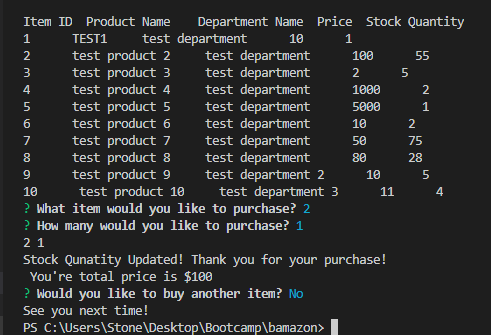 Item ID  Product Name    Department Name  Price  Stock Quantity
1      TEST1     test department      10      1
2      test product 2     test department      100      55
3      test product 3     test department      2      5
4      test product 4     test department      1000      2
5      test product 5     test department      5000      1
6      test product 6     test department      10      2
7      test product 7     test department      50      75
8      test product 8     test department      80      28
9      test product 9     test department 2      10      5
10      test product 10     test department 3      11      4
? What item would you like to purchase? 2
? How many would you like to purchase? 1
2 1
Stock Qunatity Updated! Thank you for your purchase!
 You're total price is $100
? Would you like to buy another item? No
See you next time!
PS C:\Users\Stone\Desktop\Bootcamp\bamazon>